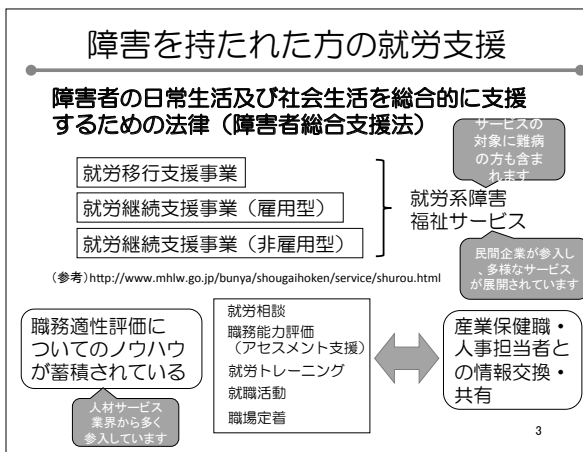 障害を持たれた方の就労支援
障害者の日常生活及び社会生活を総合的に支援
するための法律（障害者総合支援法）
サービスの
対象に難病
の方も含ま
れます
就労移行支援事業
就労継続支援事業（雇用型）
就労継続支援事業（非雇用型）
就労系障害
福祉サービス
民間企業が参入し
、多様なサービス
が展開されています
（参考）http://www.mhlw.go.jp/bunya/shougaihoken/service/shurou.html
職務適性評価に
ついてのノウハウ
が蓄積されている
人材サービス
業界から多く
参入しています
就労相談
職務能力評価
（アセスメント支援）
就労トレーニング
就職活動
職場定着
産業保健職・
人事担当者と
の情報交換・
共有
3